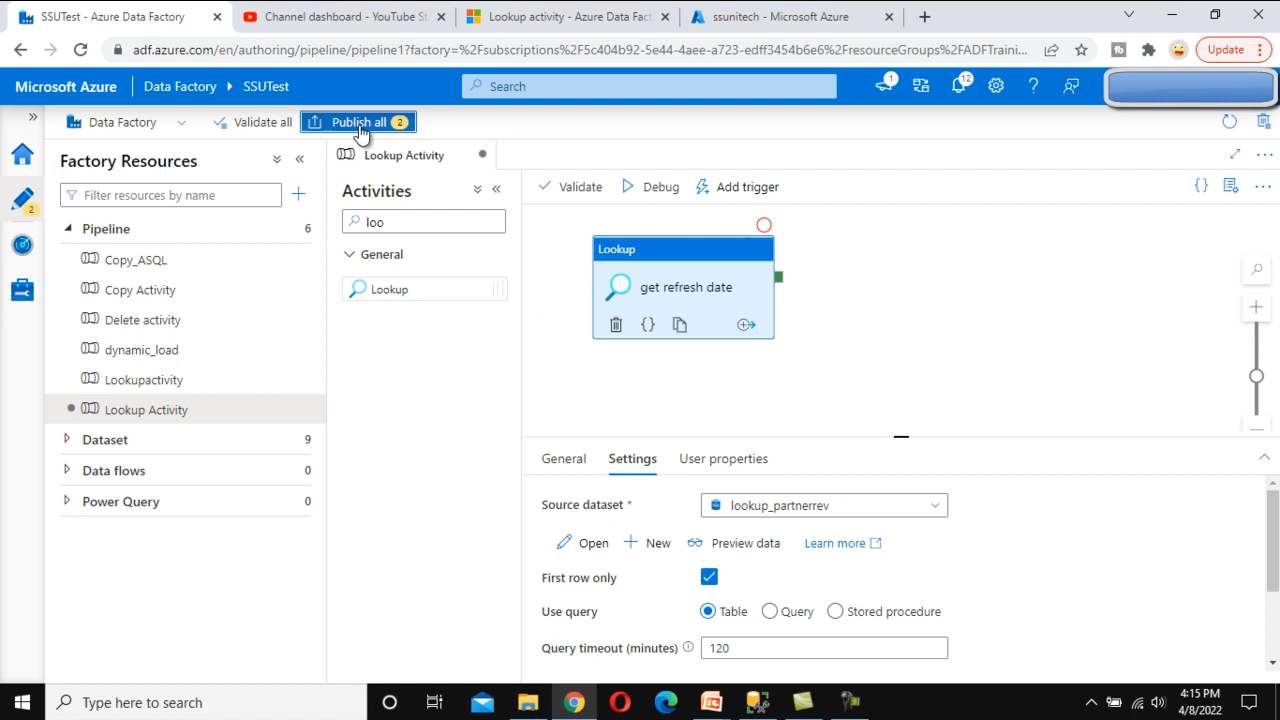 SSUTest - Azure Data Factory
Channel dashboard - YouTube St
Lookup activity - Azure Data Fact
ssunitech - Microsoft Azure
adf.azure.com/en/authoring/pipeline/pipeline1?factory=%2Fsubscriptions%2F5c404b92-5e44-4aee-a723-edff3454b6e6%2FresourceGroups%2FADFTraini...
Update
Microsoft Azure
Data Factory
SSUTest
Search
1
12
Data Factory
Validate all
Publish all 2
Factory Resources
Filter resources by name
2
Pipeline 6
Copy_ASQL
Copy Activity
Delete activity
dynamic_load
Lookupactivity
Lookup Activity
Dataset 9
Data flows 0
Power Query 0
Lookup Activity
Activities
loo
General
Lookup
Validate
Debug
Add trigger
Lookup
get refresh date
General
Settings
User properties
Source dataset *
lookup_partnerrev
Open
New
Preview data
Learn more
First row only
Use query
Table
Query
Stored procedure
Query timeout (minutes)
120
Type here to search
4:15 PM
4/8/2022